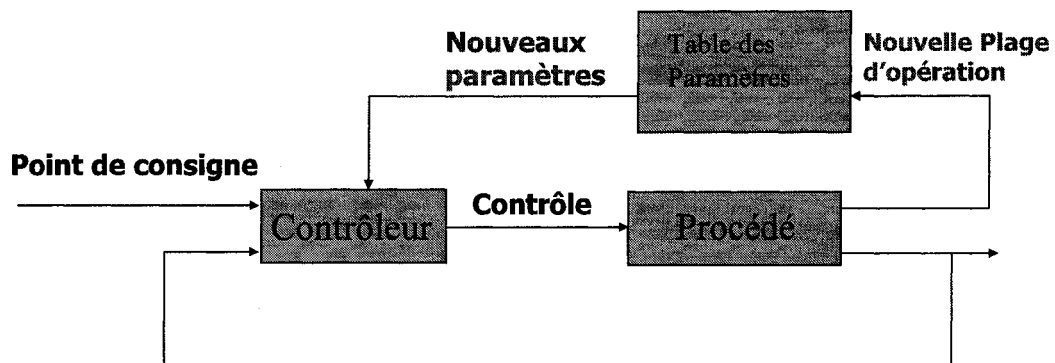 Nouveaux
paramètres
Table des
Paramètres
Nouvelle Plage
d'opération
Point de consigne
Contrôleur
Contrôle
Procédé